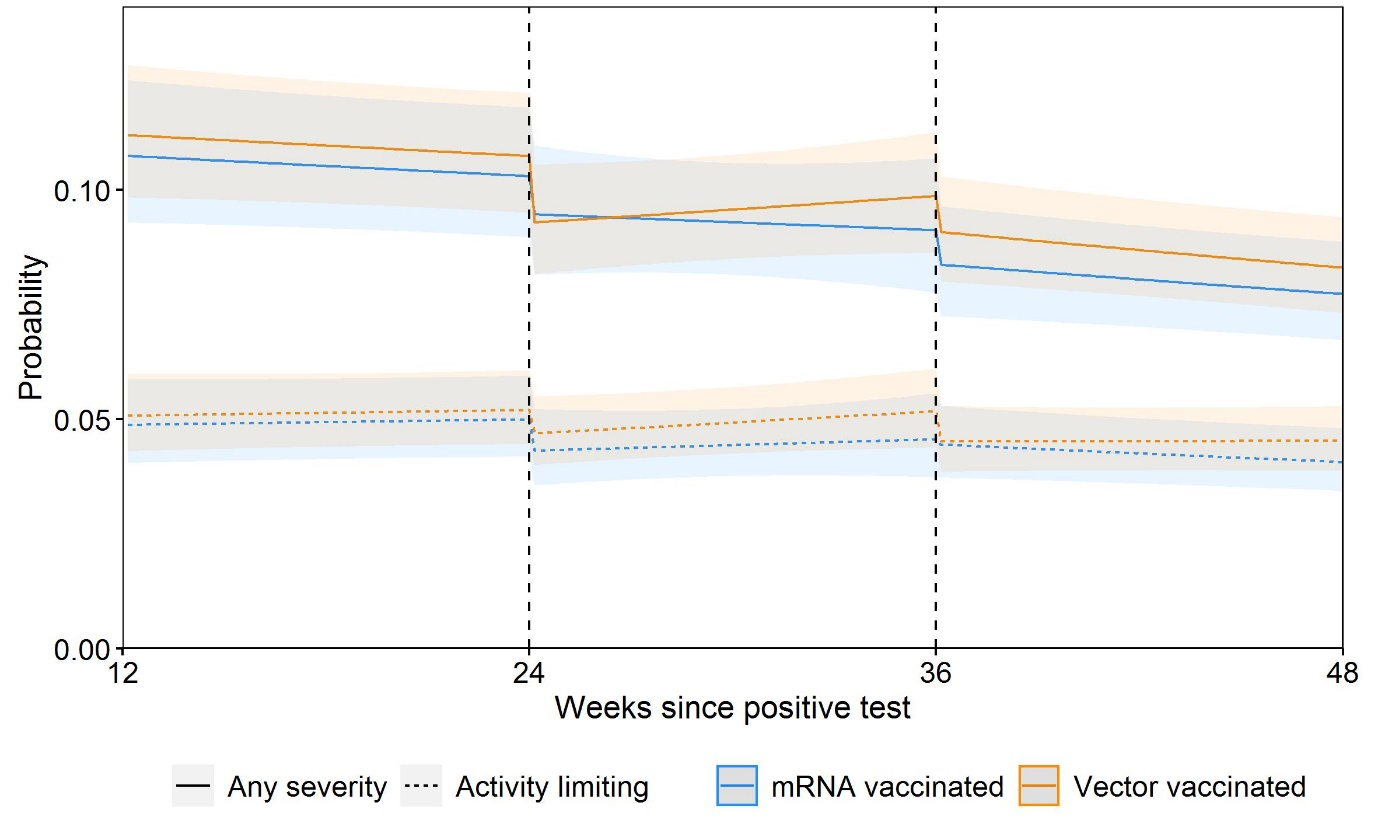 Probability
0.10
0.05
0.00
12 24 36 48
Weeks since positive test
Any severity Activity limiting mRNA vaccinated Vector vaccinated